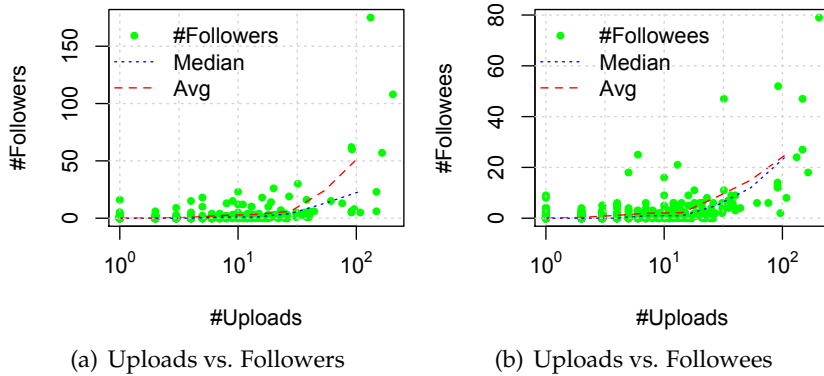 #Followers
Median
Avg
150
100
50
0
#Followers
10^0
10^1
10^2
#Uploads
(a) Uploads vs. Followers
#Followees
Median
Avg
80
60
40
20
0
#Followees
10^0
10^1
10^2
#Uploads
(b) Uploads vs. Followees